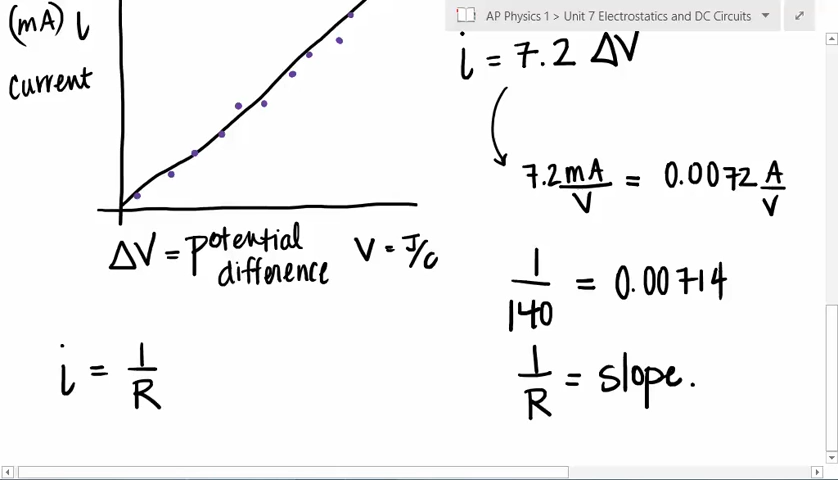 AP Physics 1 > Unit 7 Electrostatics and DC Circuits
(mA) i
current
ΔV = potential difference
V = J/C
i = 1/R
i = 7.2 ΔV
7.2 mA/V = 0.0072 A/V
1/140 = 0.00714
1/R = slope.